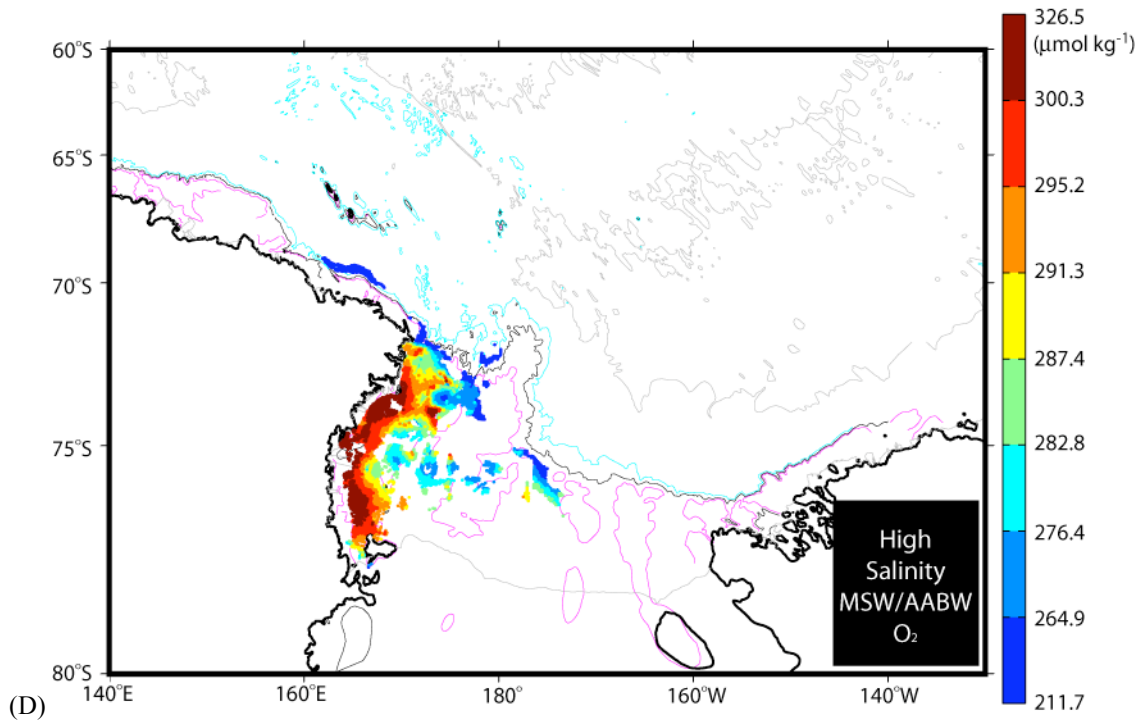 326.5
(μmol kg-1)
60°S
300.3
65°S
295.2
291.3
70°S
287.4
282.8
75°S
276.4
High
Salinity
MSW/AABW
O2
264.9
80°S
211.7
140°E
160°E
180°
160°W
140°W
(D)